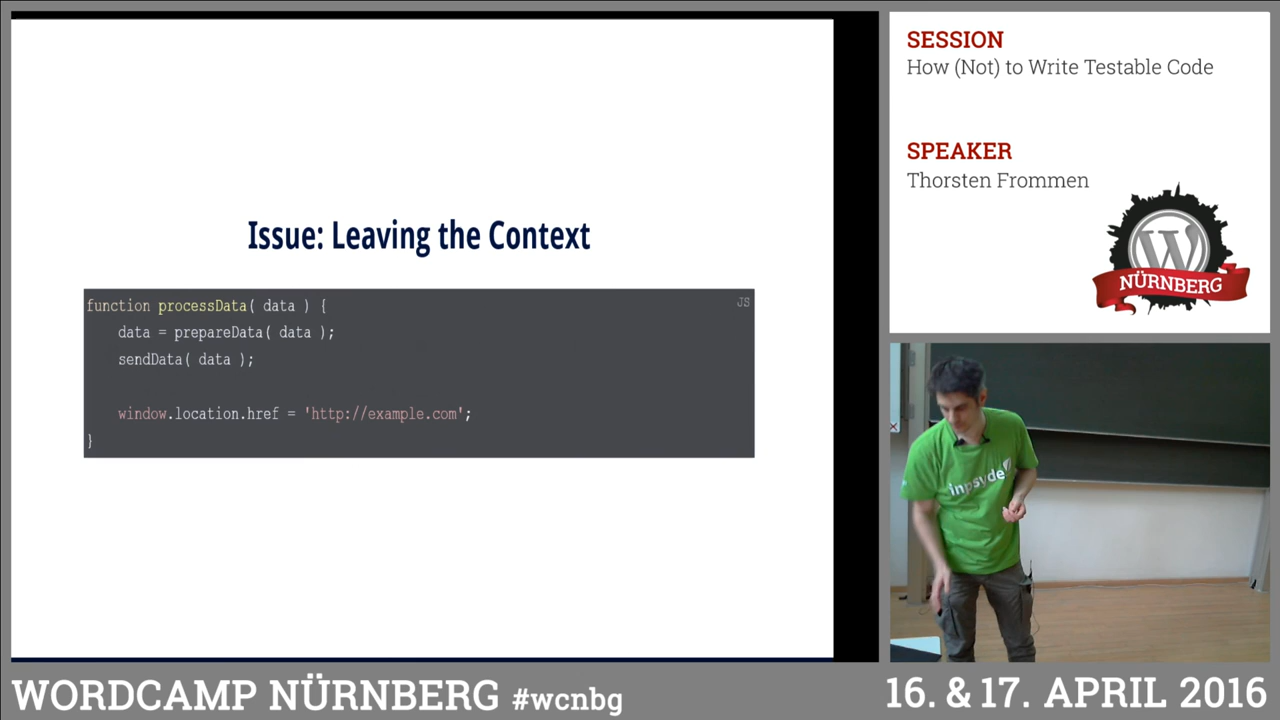 Issue: Leaving the Context
JS
function processData( data ) {
    data = prepareData( data );
    sendData( data );
    window.location.href = 'http://example.com';
}
SESSION
How (Not) to Write Testable Code
SPEAKER
Thorsten Frommen
W
NÜRNBERG
inpsyde
WORDCAMP NÜRNBERG #wcnbg
16. & 17. APRIL 2016